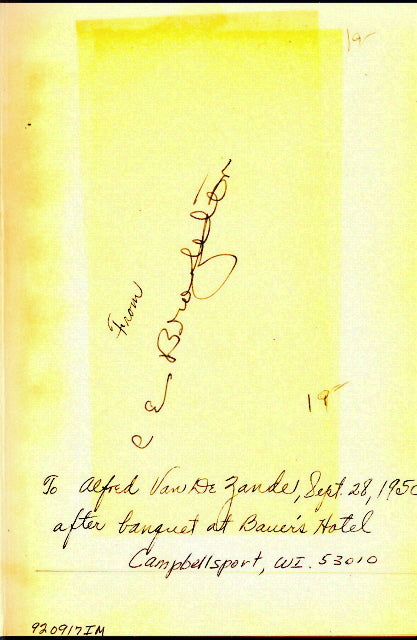 19-
From
C E Broughton
19-
To Alfred Van De Zande, Sept. 28, 195
after banquet at Bauer's Hotel
Campbellsport, WI. 53010
920917IM